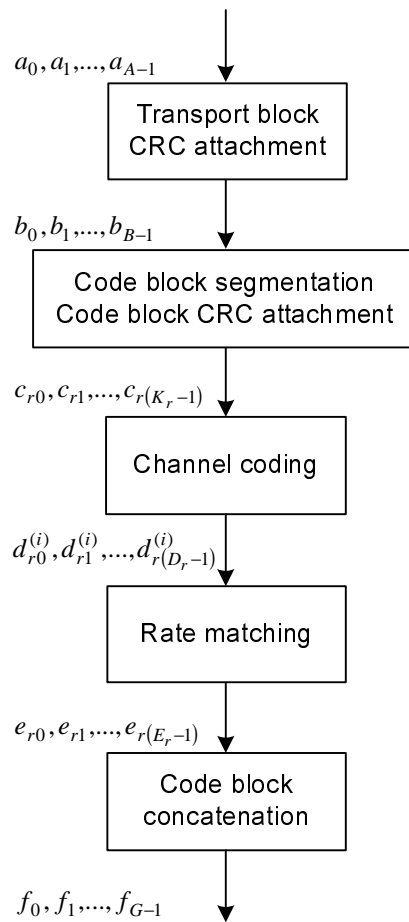 a_0, a_1,..., a_{A-1}
Transport block
CRC attachment
b_0, b_1,..., b_{B-1}
Code block segmentation
Code block CRC attachment
c_{r0}, c_{r1},..., c_{r(K_r-1)}
Channel coding
d_{r0}^{(i)}, d_{r1}^{(i)},..., d_{r(D_r-1)}^{(i)}
Rate matching
e_{r0}, e_{r1},..., e_{r(E_r-1)}
Code block
concatenation
f_0, f_1,..., f_{G-1}